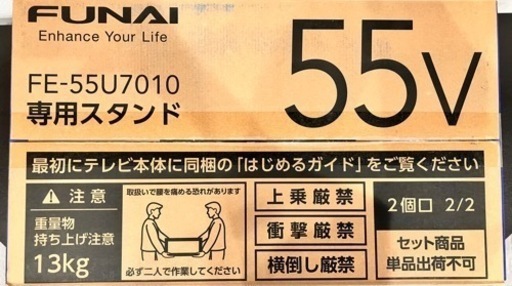 FUNAI
Enhance Your Life
FE-55U7010
専用スタンド
55V
最初にテレビ本体に同梱の「はじめるガイド」をご覧ください
注意
重量物
持ち上げ注意
13kg
取扱いで腰を痛める恐れがあります
必ず二人で作業してください
上乗厳禁
衝撃厳禁
横倒し厳禁
2個口 2/2
セット商品
単品出荷不可